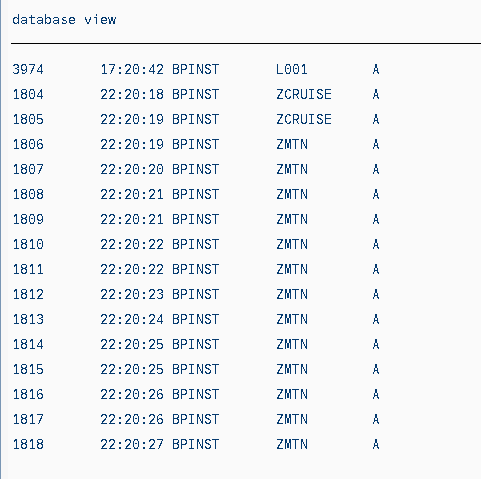 database view
3974 17:20:42 BPINST L001 A
1804 22:20:18 BPINST ZCRUISE A
1805 22:20:19 BPINST ZCRUISE A
1806 22:20:19 BPINST ZMTN A
1807 22:20:20 BPINST ZMTN A
1808 22:20:21 BPINST ZMTN A
1809 22:20:21 BPINST ZMTN A
1810 22:20:22 BPINST ZMTN A
1811 22:20:22 BPINST ZMTN A
1812 22:20:23 BPINST ZMTN A
1813 22:20:24 BPINST ZMTN A
1814 22:20:25 BPINST ZMTN A
1815 22:20:25 BPINST ZMTN A
1816 22:20:26 BPINST ZMTN A
1817 22:20:26 BPINST ZMTN A
1818 22:20:27 BPINST ZMTN A